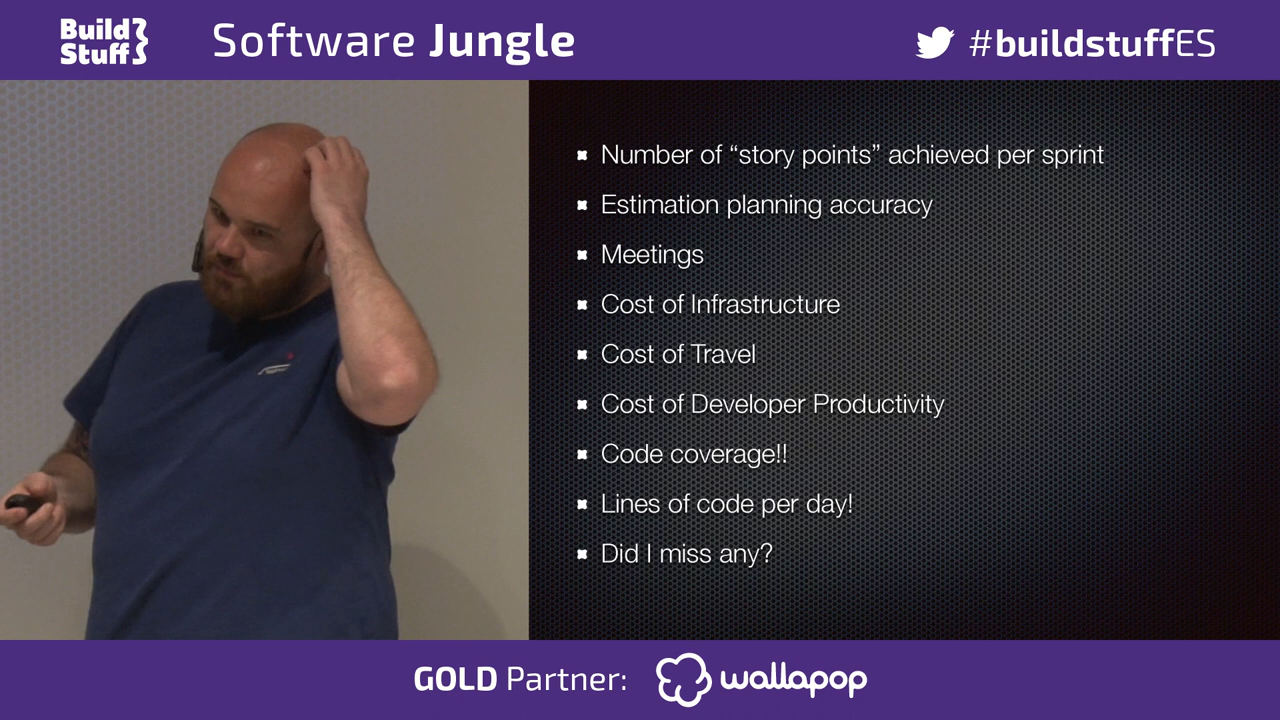 Build
Stuff
Software Jungle
#buildstuffES
Number of “story points” achieved per sprint
Estimation planning accuracy
Meetings
Cost of Infrastructure
Cost of Travel
Cost of Developer Productivity
Code coverage!!
Lines of code per day!
Did I miss any?
GOLD Partner:
wallapop